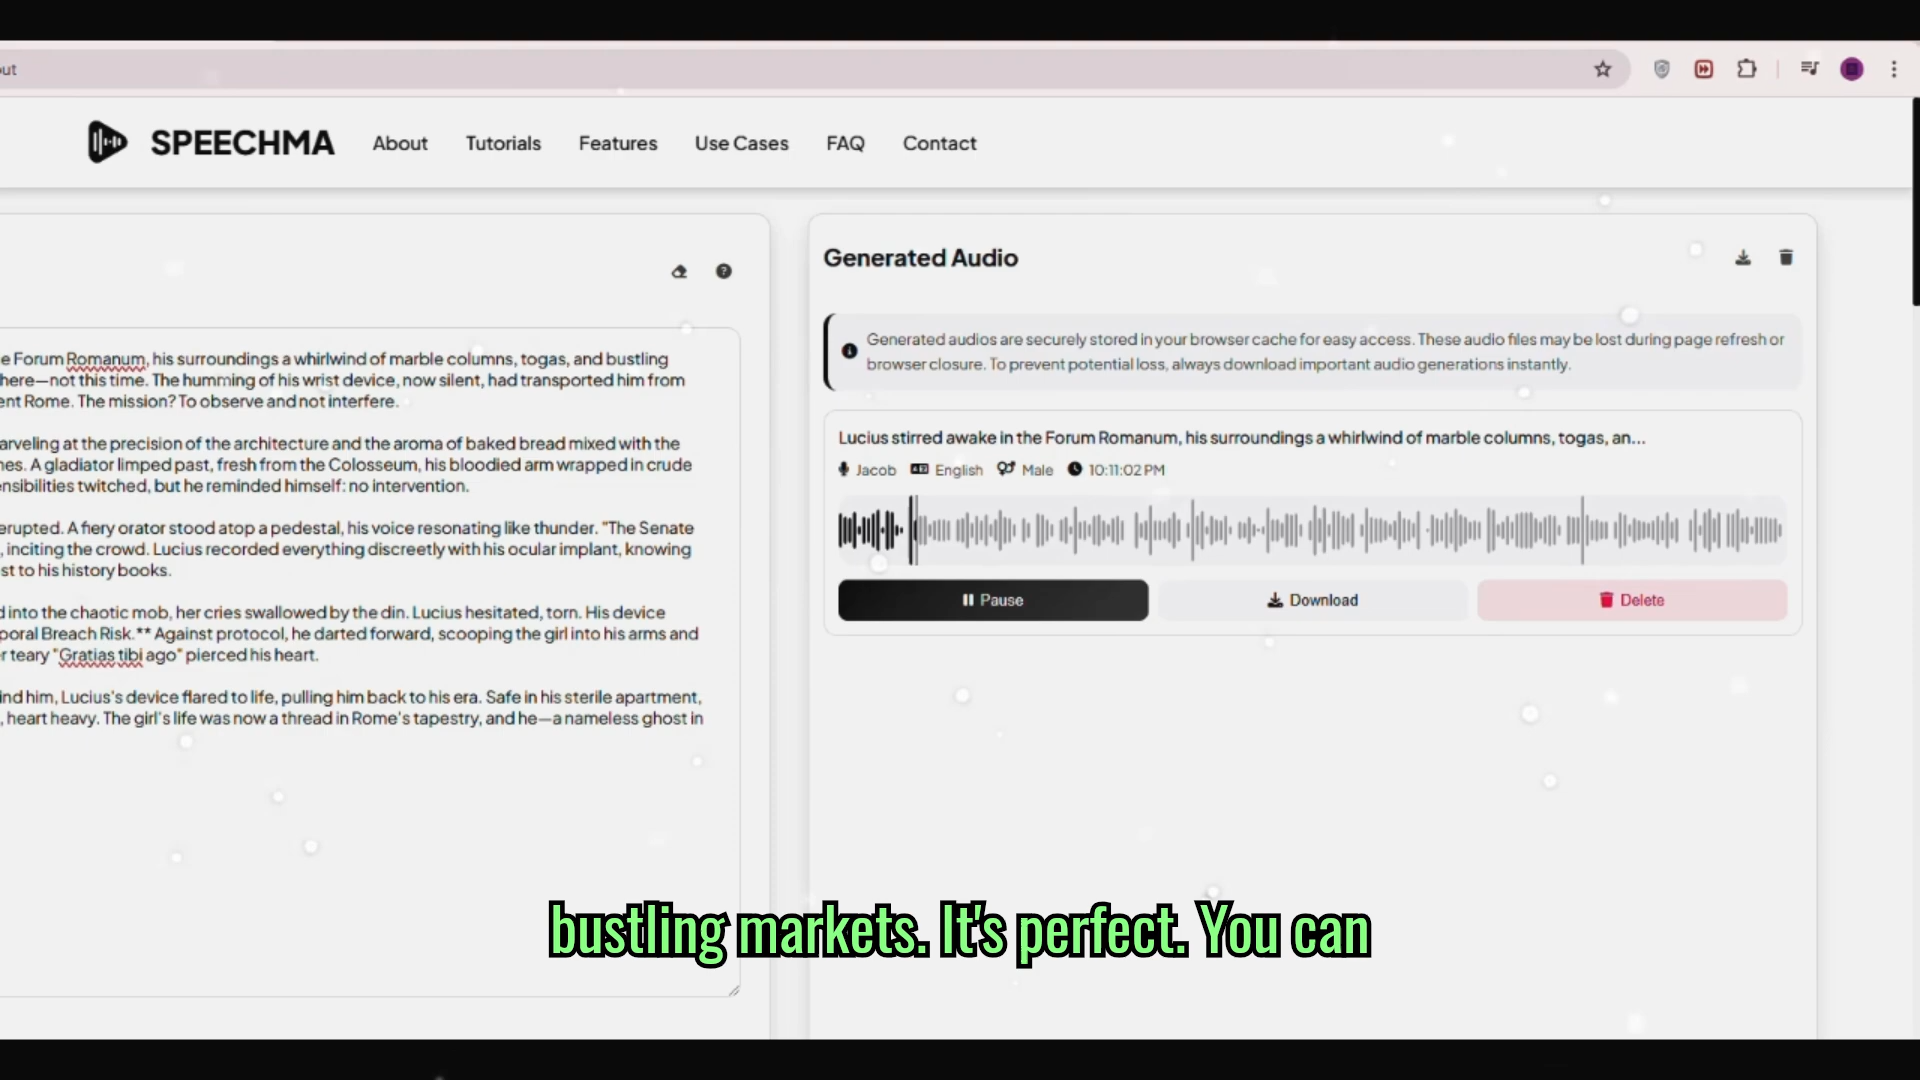 out
SPEECHMA
About
Tutorials
Features
Use Cases
FAQ
Contact
e Forum Romanum, his surroundings a whirlwind of marble columns, togas, and bustling
here—not this time. The humming of his wrist device, now silent, had transported him from
ent Rome. The mission? To observe and not interfere.
arveling at the precision of the architecture and the aroma of baked bread mixed with the
nes. A gladiator limped past, fresh from the Colosseum, his bloodied arm wrapped in crude
ensibilities twitched, but he reminded himself: no intervention.
erupted. A fiery orator stood atop a pedestal, his voice resonating like thunder. "The Senate
, inciting the crowd. Lucius recorded everything discreetly with his ocular implant, knowing
st to his history books.
d into the chaotic mob, her cries swallowed by the din. Lucius hesitated, torn. His device
poral Breach Risk.** Against protocol, he darted forward, scooping the girl into his arms and
r teary "Gratias tibi ago" pierced his heart.
ind him, Lucius's device flared to life, pulling him back to his era. Safe in his sterile apartment,
, heart heavy. The girl's life was now a thread in Rome's tapestry, and he—a nameless ghost in
Generated Audio
Generated audios are securely stored in your browser cache for easy access. These audio files may be lost during page refresh or
browser closure. To prevent potential loss, always download important audio generations instantly.
Lucius stirred awake in the Forum Romanum, his surroundings a whirlwind of marble columns, togas, an...
Jacob English Male 10:11:02 PM
Pause
Download
Delete
bustling markets. It's perfect. You can